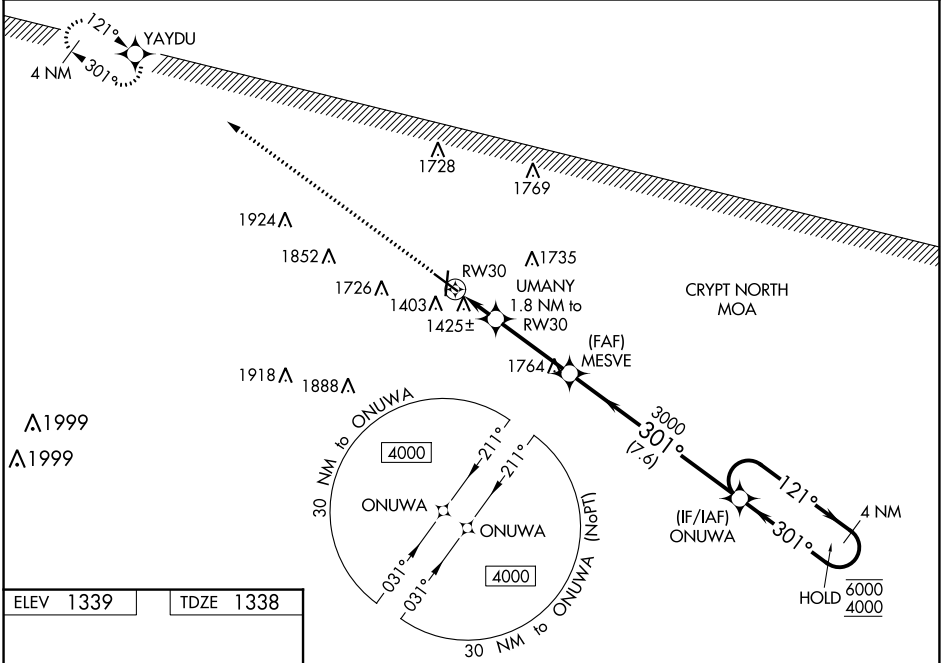 121°
YAYDU
301°
4 NM
1728
1769
1924
1852
1735
RW30
1726
UMANY
1.8 NM to
RW30
1403
1425±
CRYPT NORTH
MOA
(FAF)
MESVE
1764
1918
1888
1999
1999
3000
301°
(7.6)
30 NM to ONUWA
4000
211°
211°
ONUWA
ONUWA
031°
031°
4000
30 NM to ONUWA (NoPT)
121°
4 NM
(IF/IAF)
ONUWA
301°
HOLD
6000
4000
ELEV 1339
TDZE 1338